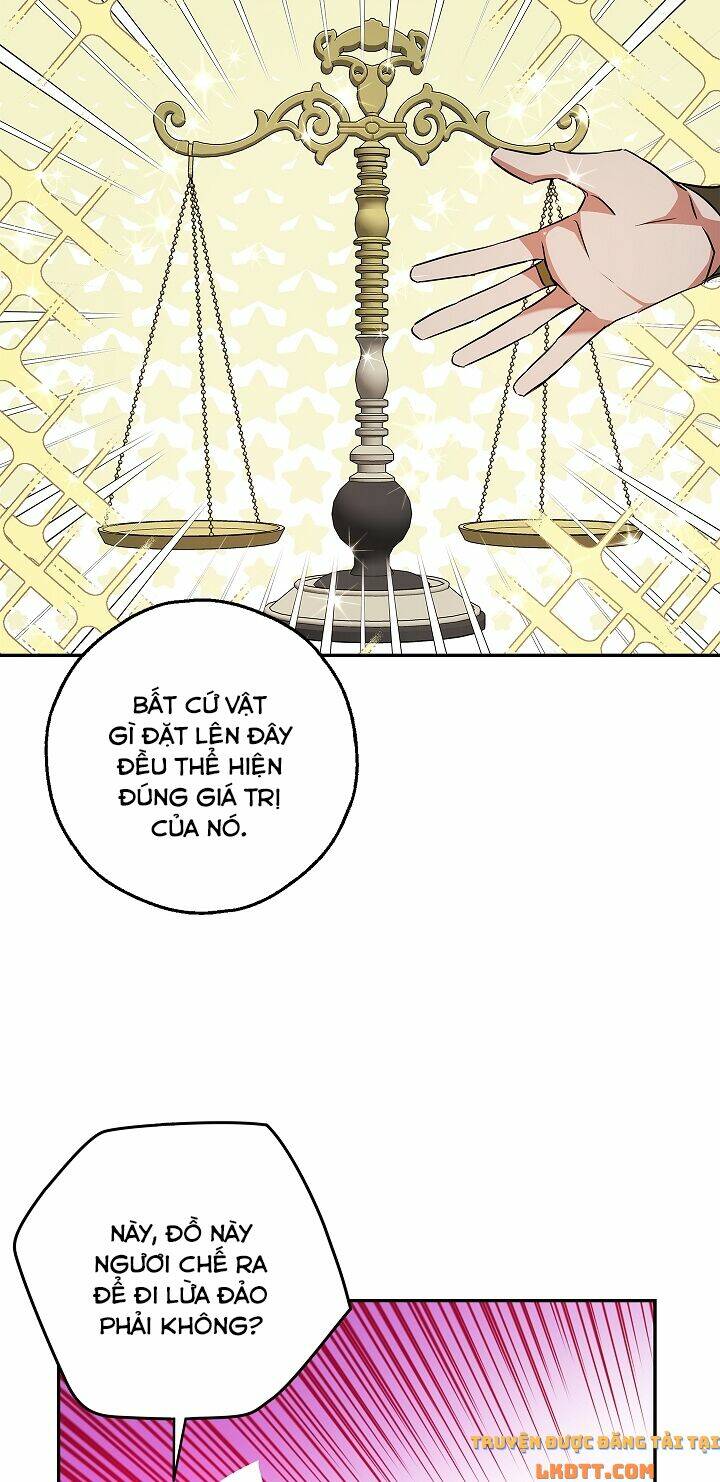 BẤT CỨ VẬT
GÌ ĐẶT LÊN ĐÂY
ĐỀU THỂ HIỆN
ĐÚNG GIÁ TRỊ
CỦA NÓ.
NÀY, ĐỒ NÀY
NGƯƠI CHẾ RA
ĐỂ ĐI LỪA ĐẢO
PHẢI KHÔNG?
TRUYỆN ĐƯỢC ĐĂNG TẢI TẠI
LKDTT.COM